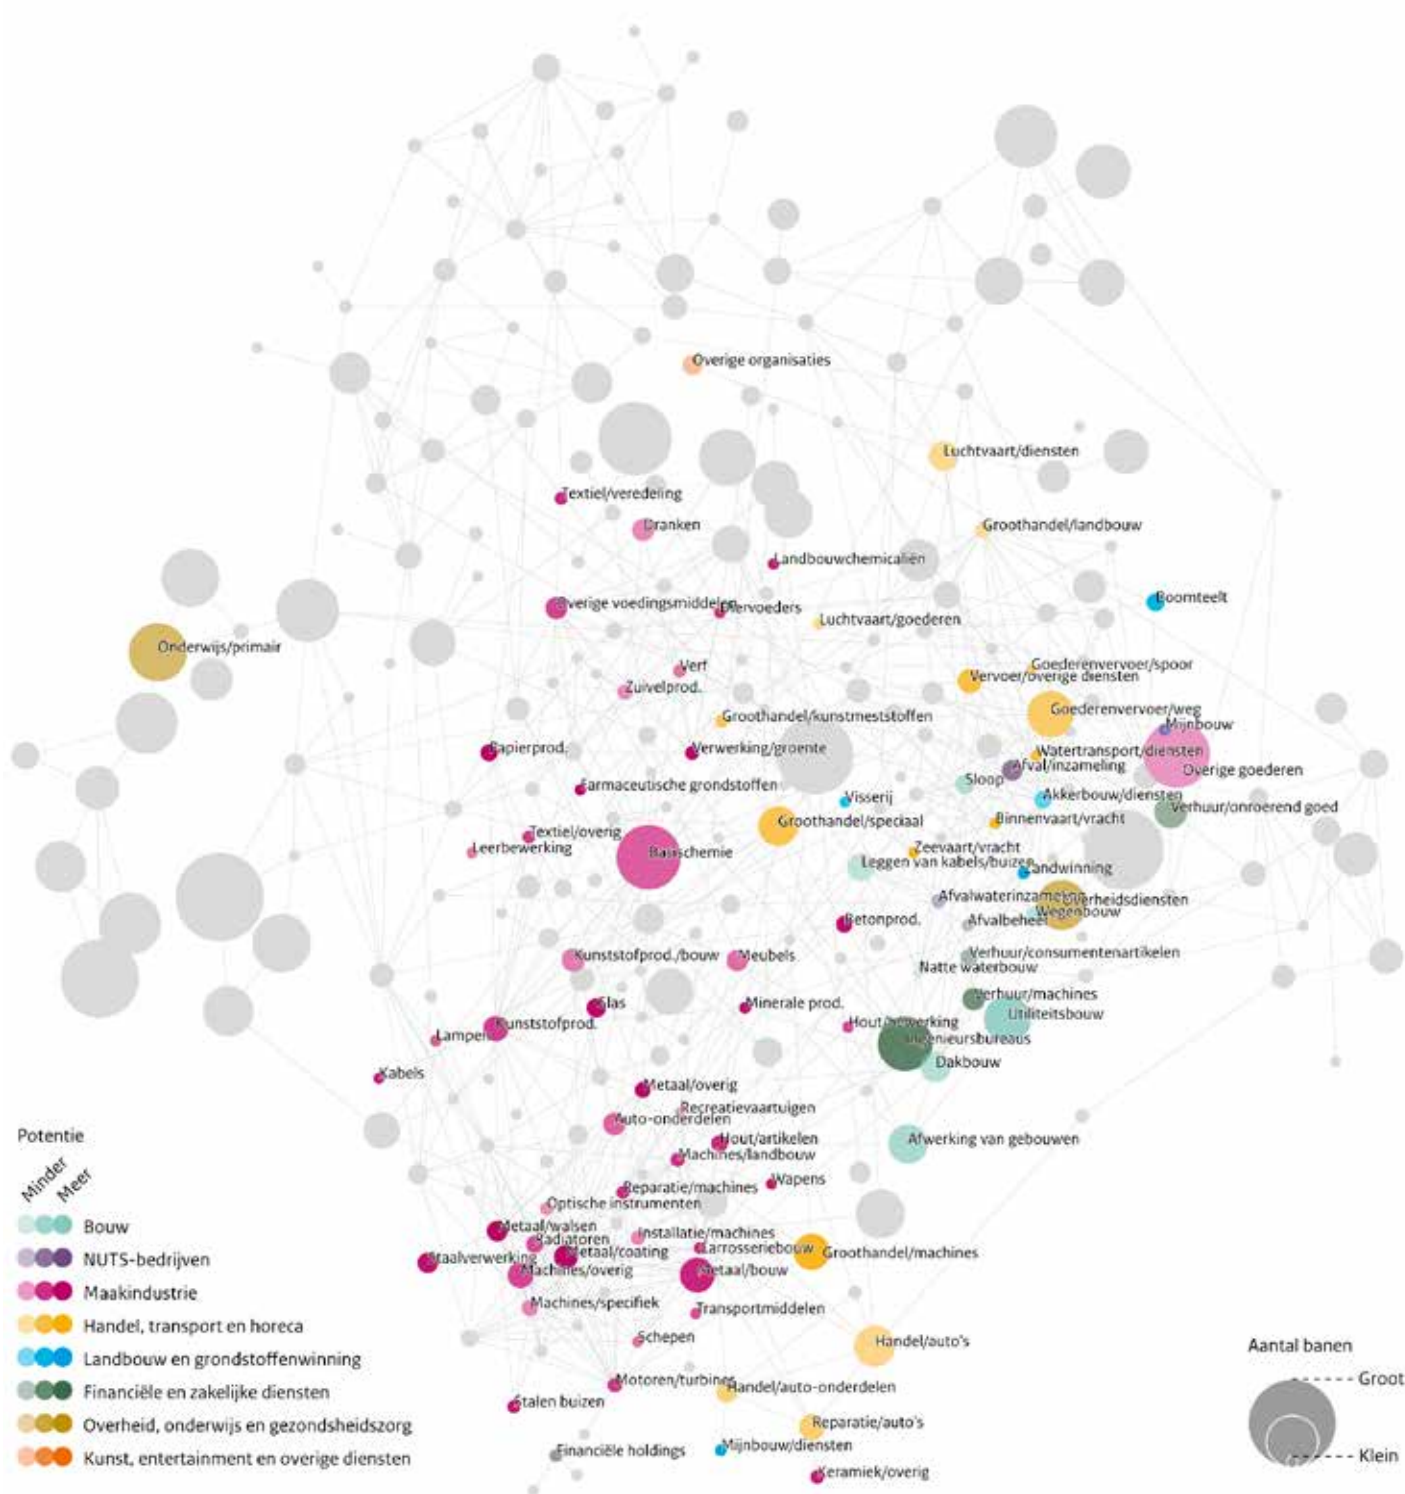 Overige organisaties
Luchtvaart/diensten
Textiel/veredeling
Dranken
Groothandel/landbouw
Landbouwchemicaliën
Boomteelt
Overige voedingsmiddelen
Diervoeders
Luchtvaart/goederen
Onderwijs/primair
Verf
Goederenvervoer/spoor
Vervoer/overige diensten
Zuivelprod.
Goederenvervoer/weg
Groothandel/kunstmeststoffen
Mijnbouw
Papierprod.
Verwerking/groente
Watertransport/diensten
Afval/inzameling
Overige goederen
Sloop
Farmaceutische grondstoffen
Visserij
Akkerbouw/diensten
Verhuur/onroerend goed
Groothandel/speciaal
Binnenvaart/vracht
Textiel/overig
Leerbewerking
Basischemie
Zeevaart/vracht
Leggen van kabels/buizen
Zandwinning
Afvalwaterinzameling
Overheidsdiensten
Wegenbouw
Betonprod.
Afvalbeheer
Kunststofprod./bouw
Meubels
Verhuur/consumentenartikelen
Natte waterbouw
Verhuur/machines
Glas
Minerale prod.
Utiliteitsbouw
Kunststofprod.
Hout/bewerking
Lampen
Ingenieursbureaus
Dakbouw
Kabels
Metaal/overig
Recreatievaartuigen
Auto-onderdelen
Hout/artikelen
Afwerking van gebouwen
Machines/landbouw
Wapens
Reparatie/machines
Optische instrumenten
Metaal/walsen
Installatie/machines
Radiatoren
Carrosseriebouw
Metaal/coating
Groothandel/machines
Staalverwerking
Machines/overig
Metaal/bouw
Machines/specifiek
Transportmiddelen
Schepen
Handel/auto's
Motoren/turbines
Handel/auto-onderdelen
Stalen buizen
Reparatie/auto's
Financiële holdings
Mijnbouw/diensten
Keramiek/overig
Potentie
Minder
Meer
Bouw
NUTS-bedrijven
Maakindustrie
Handel, transport en horeca
Landbouw en grondstoffenwinning
Financiële en zakelijke diensten
Overheid, onderwijs en gezondsheidszorg
Kunst, entertainment en overige diensten
Aantal banen
Groot
Klein